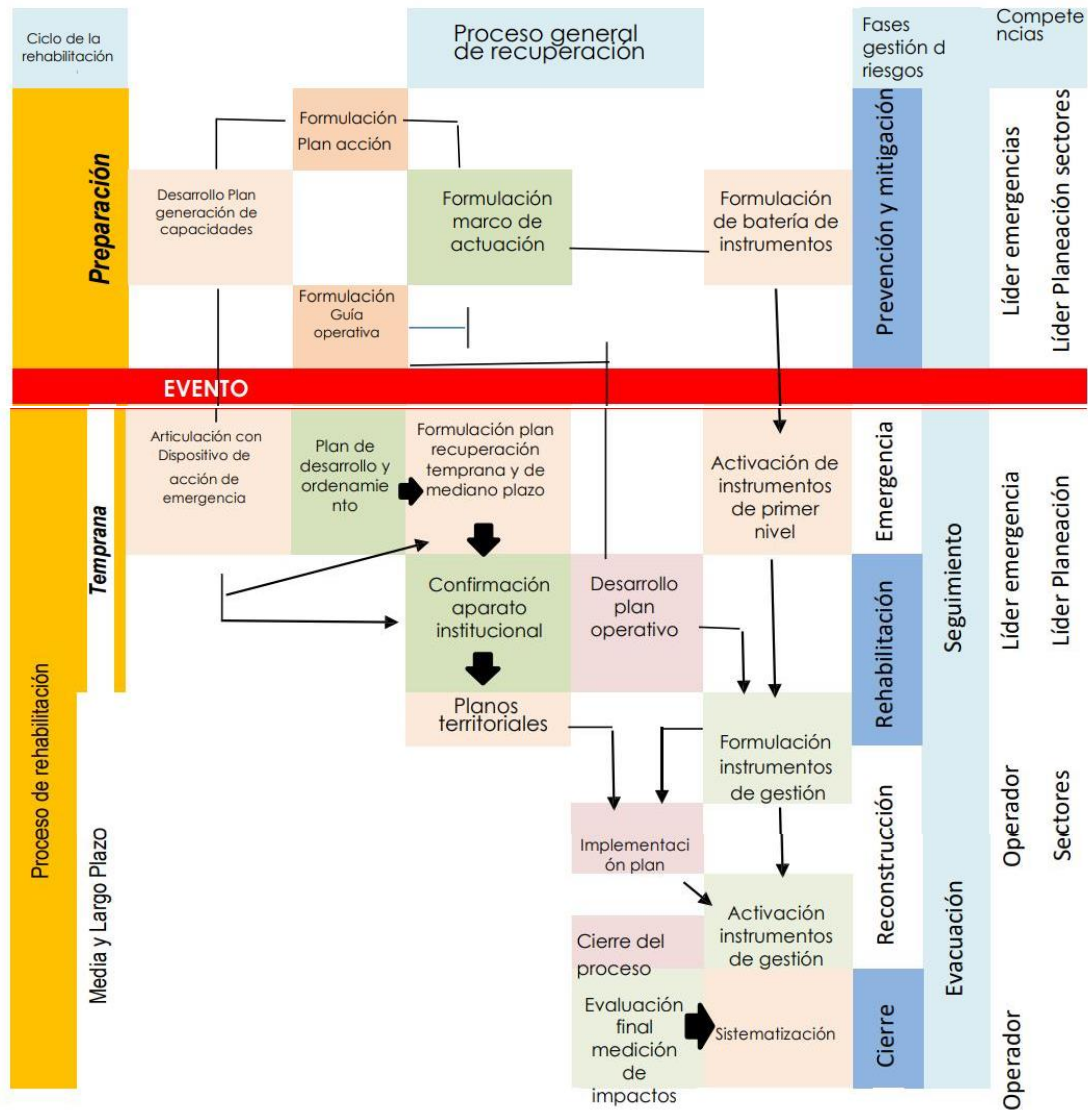 Ciclo de la
rehabilitación
Proceso general
de recuperación
Fases
gestión d
riesgos
Compete
ncias
Preparación
Formulación
Plan acción
Desarrollo Plan
generación de
capacidades
Formulación
marco de
actuación
Formulación
de batería de
instrumentos
Formulación
Guía
operativa
Prevención y mitigación
Líder emergencias
Líder Planeación sectores
EVENTO
Proceso de rehabilitación
Temprana
Articulación con
Dispositivo de
acción de
emergencia
Plan de
desarrollo y
ordenamie
nto
Formulación plan
recuperación
temprana y de
mediano plazo
Activación de
instrumentos
de primer
nivel
Emergencia
Confirmación
aparato
institucional
Desarrollo
plan
operativo
Rehabilitación
Seguimiento
Líder emergencia
Líder Planeación
Planos
territoriales
Media y Largo Plazo
Formulación
instrumentos
de gestión
Implementaci
ón plan
Reconstrucción
Operador
Sectores
Activación
instrumentos
de gestión
Cierre del
proceso
Evacuación
Evaluación
final
medición
de
impactos
Sistematización
Cierre
Operador